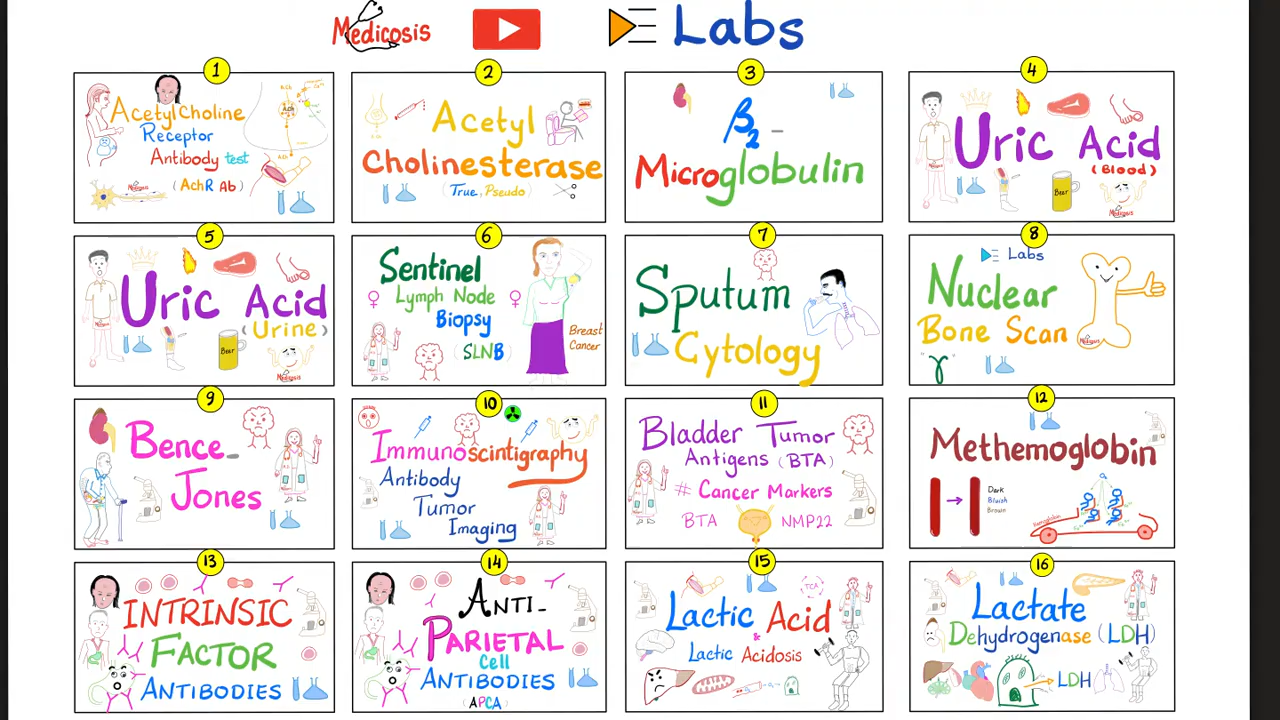 Medicosis
Labs
1
Acetylcholine
Receptor
Antibody test
(AchR Ab)
2
Acetyl
Cholinesterase
(True, Pseudo)
3
β2 -
Microglobulin
4
Uric Acid
(Blood)
Beer
5
Uric Acid
(Urine)
Beer
6
Sentinel
Lymph Node
Biopsy
(SLNB)
Breast
Cancer
7
Sputum
Cytology
8
Labs
Nuclear
Bone Scan
"γ"
9
Bence-
Jones
10
Immunoscintigraphy
Antibody
Tumor
Imaging
11
Bladder Tumor
Antigens (BTA)
# Cancer Markers
BTA
NMP22
12
Methemoglobin
Dark
Bluish
Brown
Hemoglobin
13
INTRINSIC
FACTOR
ANTIBODIES
14
ANTI-
PARIETAL
Cell
ANTIBODIES
(APCA)
15
Lactic Acid
&
Lactic Acidosis
16
Lactate
Dehydrogenase (LDH)
LDH